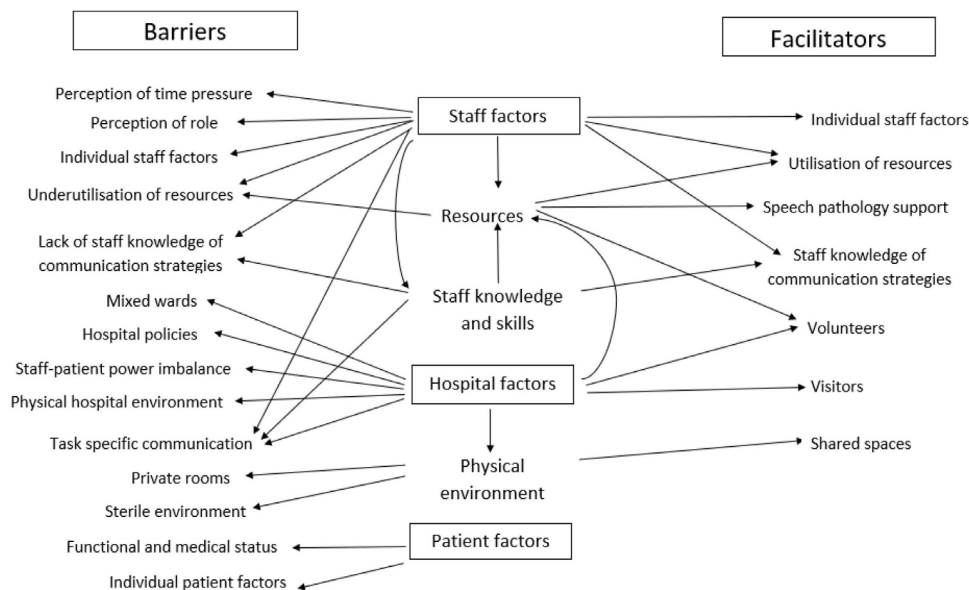 Barriers
Facilitators
Perception of time pressure
Perception of role
Individual staff factors
Underutilisation of resources
Lack of staff knowledge of
communication strategies
Mixed wards
Hospital policies
Staff-patient power imbalance
Physical hospital environment
Task specific communication
Private rooms
Sterile environment
Functional and medical status
Individual patient factors
Staff factors
Resources
Staff knowledge
and skills
Hospital factors
Physical
environment
Patient factors
Individual staff factors
Utilisation of resources
Speech pathology support
Staff knowledge of
communication strategies
Volunteers
Visitors
Shared spaces